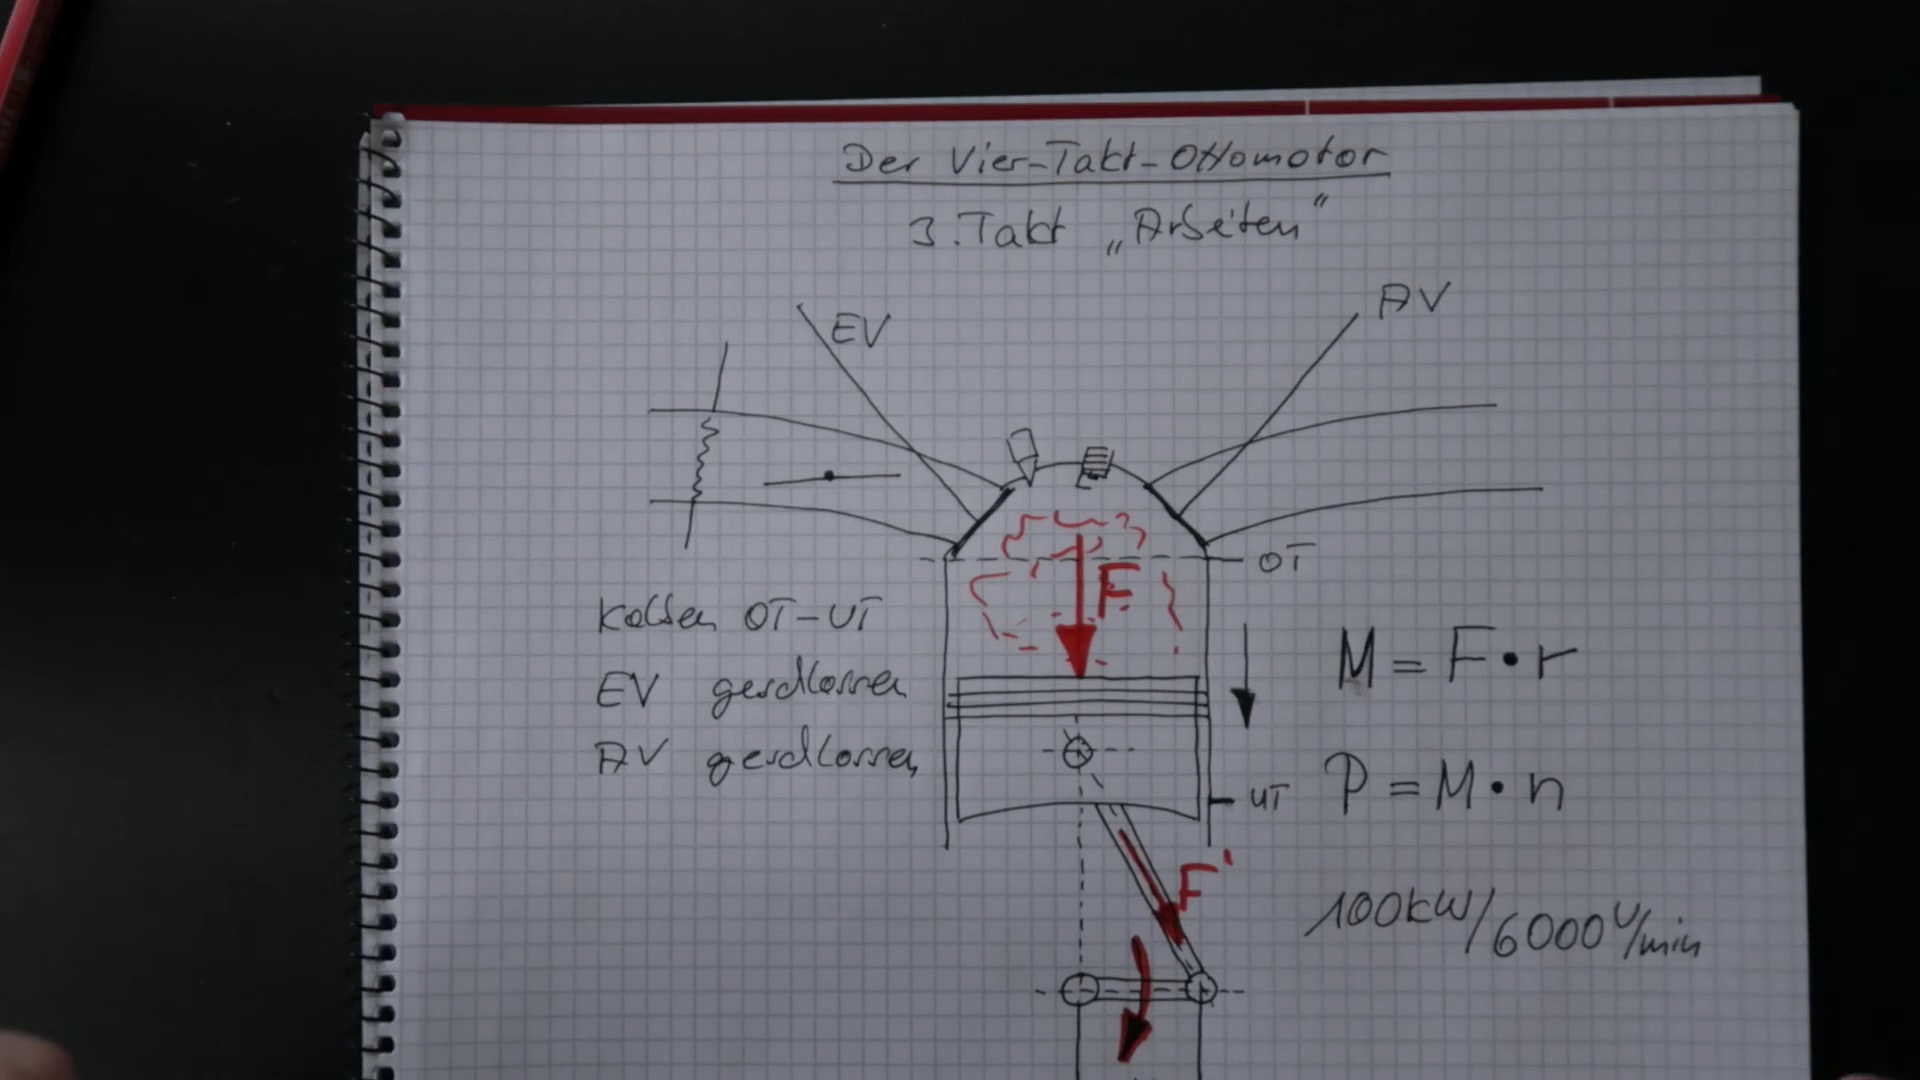 Der Vier-Takt-Ottomotor
3. Takt „Arbeiten“
EV
AV
OT
F
Kolben OT-UT
EV geschlossen
AV geschlossen
M = F • r
UT
P = M • n
F'
100kW/6000 U/min